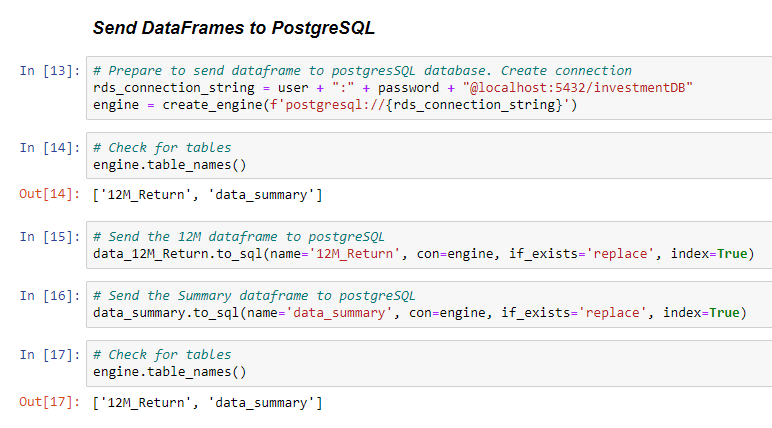 Send DataFrames to PostgreSQL
In [13]: # Prepare to send dataframe to postgresSQL database. Create connection
rds_connection_string = user + ":" + password + "@localhost:5432/investmentDB"
engine = create_engine(f'postgresql://{rds_connection_string}')
In [14]: # Check for tables
engine.table_names()
Out[14]: ['12M_Return', 'data_summary']
In [15]: # Send the 12M dataframe to postgreSQL
data_12M_Return.to_sql(name='12M_Return', con=engine, if_exists='replace', index=True)
In [16]: # Send the Summary dataframe to postgreSQL
data_summary.to_sql(name='data_summary', con=engine, if_exists='replace', index=True)
In [17]: # Check for tables
engine.table_names()
Out[17]: ['12M_Return', 'data_summary']